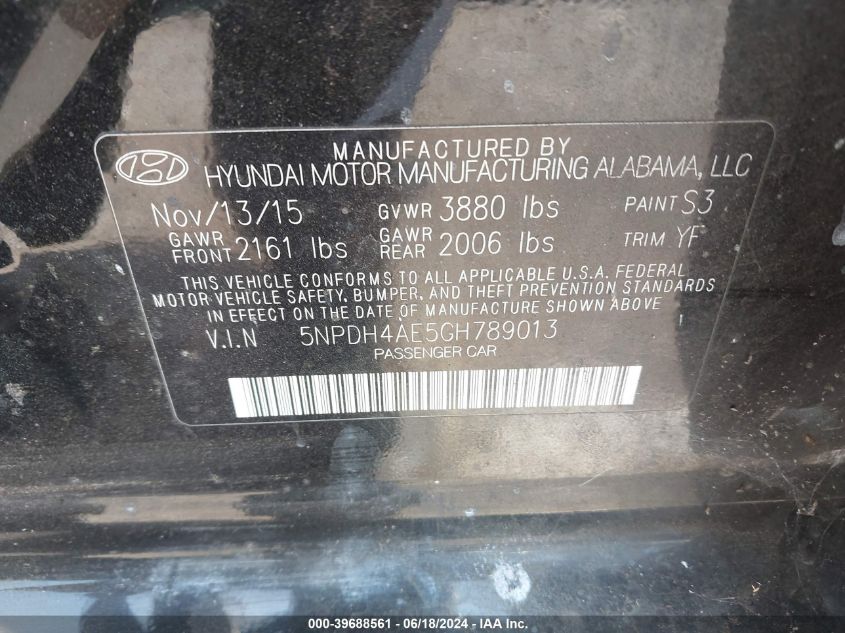 MANUFACTURED BY
HYUNDAI MOTOR MANUFACTURING ALABAMA, LLC
Nov/13/15 GVWR 3880 lbs PAINT S3
GAWR FRONT 2161 lbs GAWR REAR 2006 lbs TRIM YF
THIS VEHICLE CONFORMS TO ALL APPLICABLE U.S.A. FEDERAL
MOTOR VEHICLE SAFETY, BUMPER, AND THEFT PREVENTION STANDARDS
IN EFFECT ON THE DATE OF MANUFACTURE SHOWN ABOVE
V.I.N 5NPDH4AE5GH789013
PASSENGER CAR
000-39688561 - 06/18/2024 - IAA Inc.